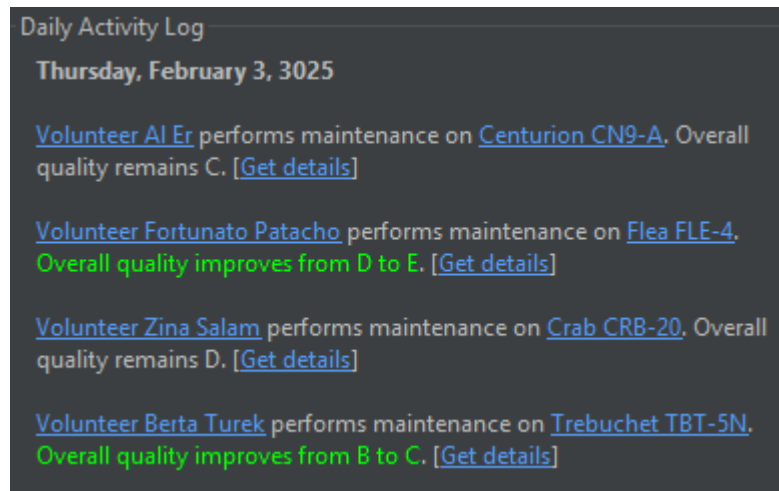 Daily Activity Log
Thursday, February 3, 3025
Volunteer Al Er performs maintenance on Centurion CN9-A. Overall
quality remains C. [Get details]
Volunteer Fortunato Patacho performs maintenance on Flea FLE-4.
Overall quality improves from D to E. [Get details]
Volunteer Zina Salam performs maintenance on Crab CRB-20. Overall
quality remains D. [Get details]
Volunteer Berta Turek performs maintenance on Trebuchet TBT-5N.
Overall quality improves from B to C. [Get details]